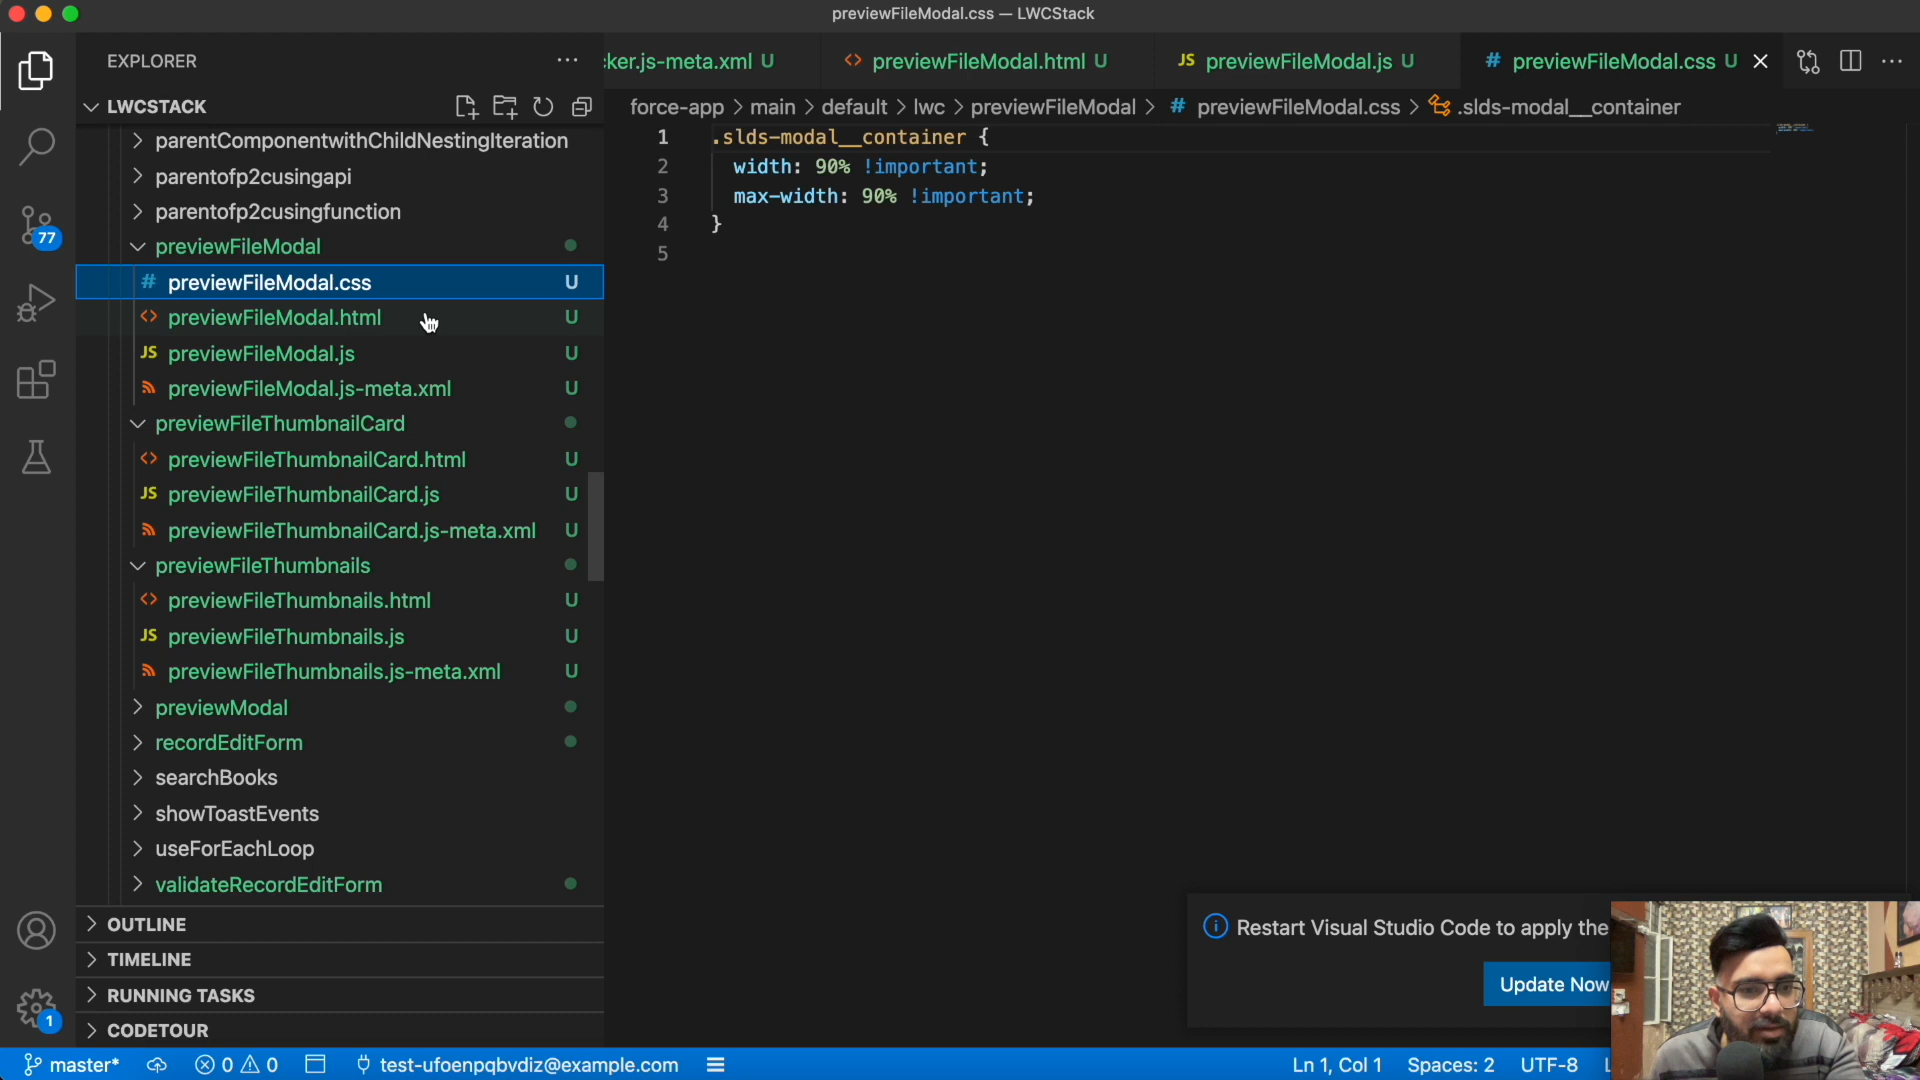 previewFileModal.css — LWCStack
EXPLORER
ker.js-meta.xml U
previewFileModal.html U
JS previewFileModal.js U
# previewFileModal.css U
LWCSTACK
force-app > main > default > lwc > previewFileModal > # previewFileModal.css > .slds-modal__container
parentComponentwithChildNestingIteration
parentofp2cusingapi
parentofp2cusingfunction
previewFileModal
# previewFileModal.css U
<> previewFileModal.html U
JS previewFileModal.js U
previewFileModal.js-meta.xml U
previewFileThumbnailCard
<> previewFileThumbnailCard.html U
JS previewFileThumbnailCard.js U
previewFileThumbnailCard.js-meta.xml U
previewFileThumbnails
<> previewFileThumbnails.html U
JS previewFileThumbnails.js U
previewFileThumbnails.js-meta.xml U
previewModal
recordEditForm
searchBooks
showToastEvents
useForEachLoop
validateRecordEditForm
OUTLINE
TIMELINE
RUNNING TASKS
CODETOUR
77
1
1 .slds-modal__container {
2 width: 90% !important;
3 max-width: 90% !important;
4 }
5
Restart Visual Studio Code to apply the
Update Now
master*
0 0
test-ufoenpqbvdiz@example.com
Ln 1, Col 1
Spaces: 2
UTF-8